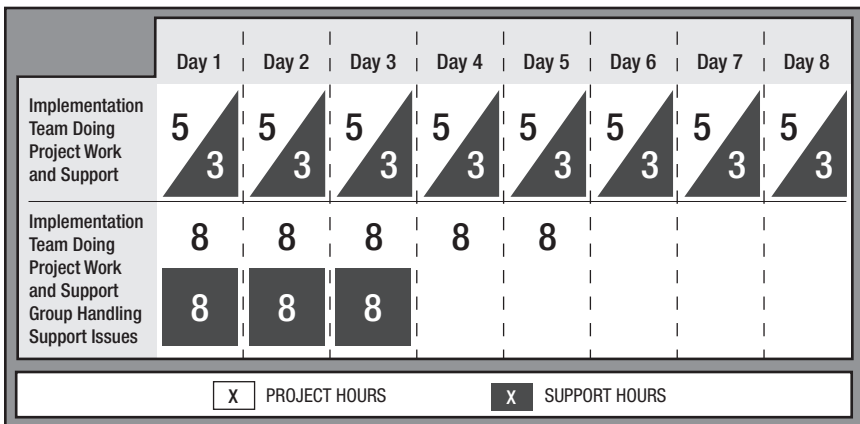 Day 1 Day 2 Day 3 Day 4 Day 5 Day 6 Day 7 Day 8
Implementation
Team Doing
Project Work
and Support
5 5 5 5 5 5 5 5
3 3 3 3 3 3 3 3
Implementation
Team Doing
Project Work
and Support
Group Handling
Support Issues
8 8 8 8 8
8 8 8
X PROJECT HOURS X SUPPORT HOURS